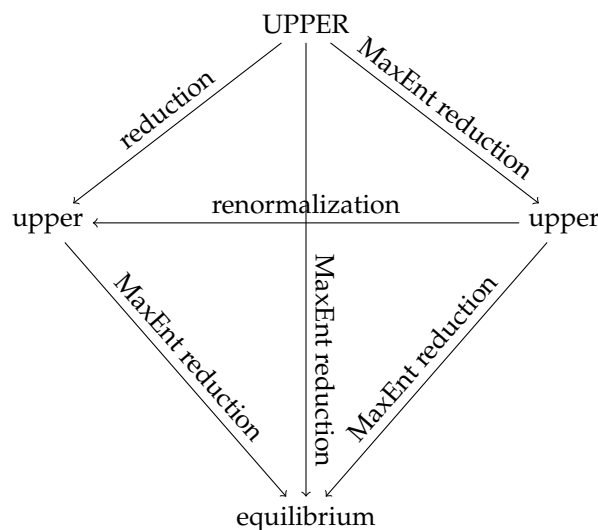 UPPER
reduction
MaxEnt reduction
upper
renormalization
upper
MaxEnt reduction
MaxEnt reduction
MaxEnt reduction
equilibrium